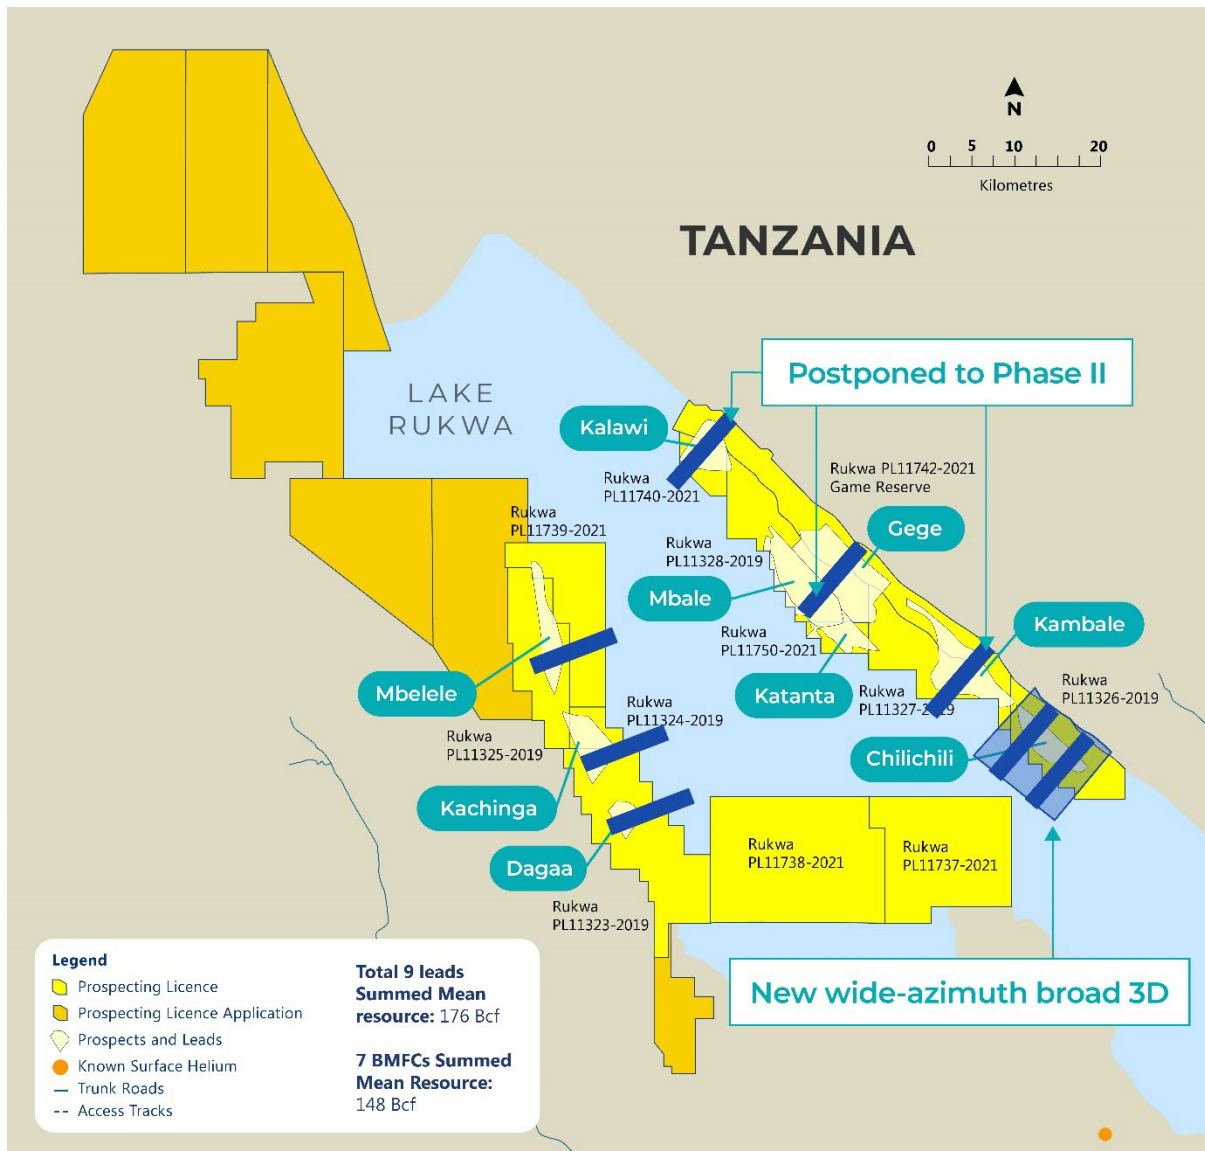 N
0 5 10 20
Kilometres
TANZANIA
Postponed to Phase II
LAKE
RUKWA
Kalawi
Rukwa
PL11740-2021
Rukwa PL11742-2021
Game Reserve
Gege
Rukwa
PL11739-2021
Rukwa
PL11328-2019
Mbale
Rukwa
PL11750-2021
Kambale
Katanta
Rukwa
PL11327-2019
Rukwa
PL11326-2019
Mbelele
Rukwa
PL11324-2019
Rukwa
PL11325-2019
Chilichili
Kachinga
Dagaa
Rukwa
PL11738-2021
Rukwa
PL11737-2021
Rukwa
PL11323-2019
New wide-azimuth broad 3D
Legend
Prospecting Licence
Prospecting Licence Application
Prospects and Leads
Known Surface Helium
Trunk Roads
Access Tracks
Total 9 leads
Summed Mean
resource: 176 Bcf
7 BMFCs Summed
Mean Resource:
148 Bcf